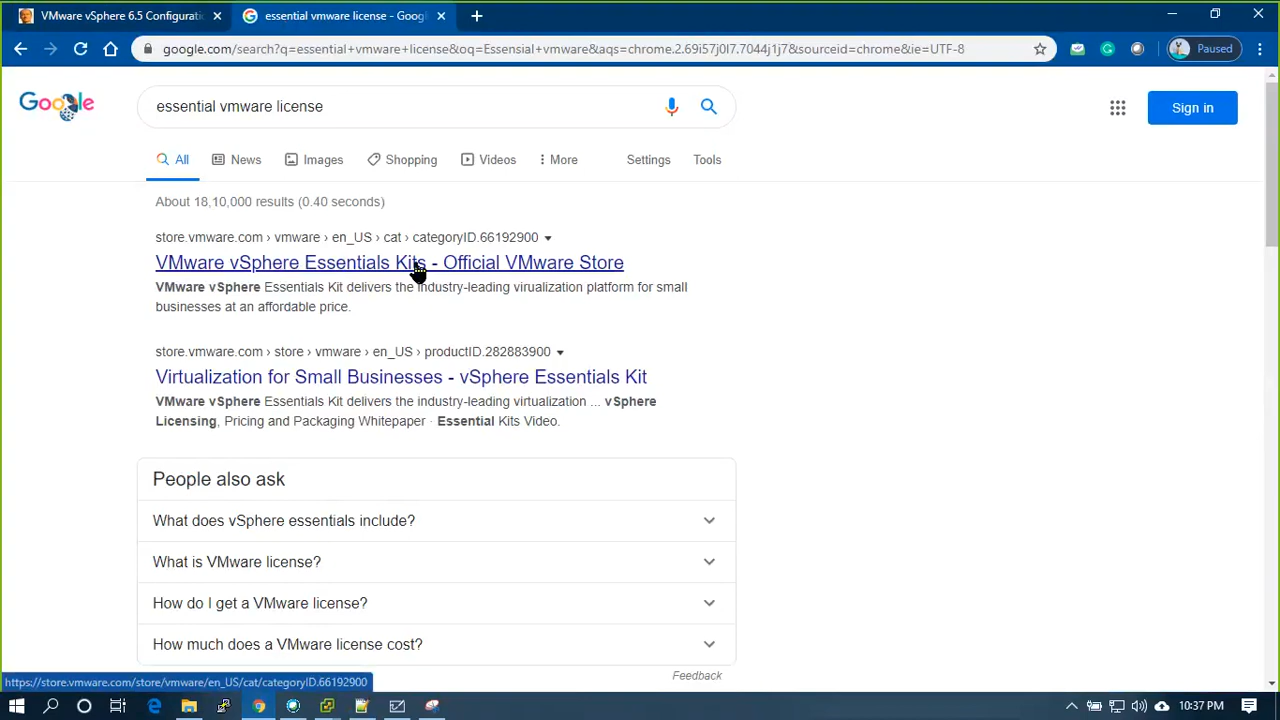 VMware vSphere 6.5 Configurati
essential vmware license - Goog
google.com/search?q=essential+vmware+license&oq=Essensial+vmware&aqs=chrome.2.69i57j0l7.7044j1j7&sourceid=chrome&ie=UTF-8
Paused
Google
essential vmware license
Sign in
All
News
Images
Shopping
Videos
More
Settings
Tools
About 18,10,000 results (0.40 seconds)
store.vmware.com › vmware › en_US › cat › categoryID.66192900
VMware vSphere Essentials Kits - Official VMware Store
VMware vSphere Essentials Kit delivers the industry-leading virualization platform for small
businesses at an affordable price.
store.vmware.com › store › vmware › en_US › productID.282883900
Virtualization for Small Businesses - vSphere Essentials Kit
VMware vSphere Essentials Kit delivers the industry-leading virtualization ... vSphere
Licensing, Pricing and Packaging Whitepaper · Essential Kits Video.
People also ask
What does vSphere essentials include?
What is VMware license?
How do I get a VMware license?
How much does a VMware license cost?
Feedback
https://store.vmware.com/store/vmware/en_US/cat/categoryID.66192900
10:37 PM